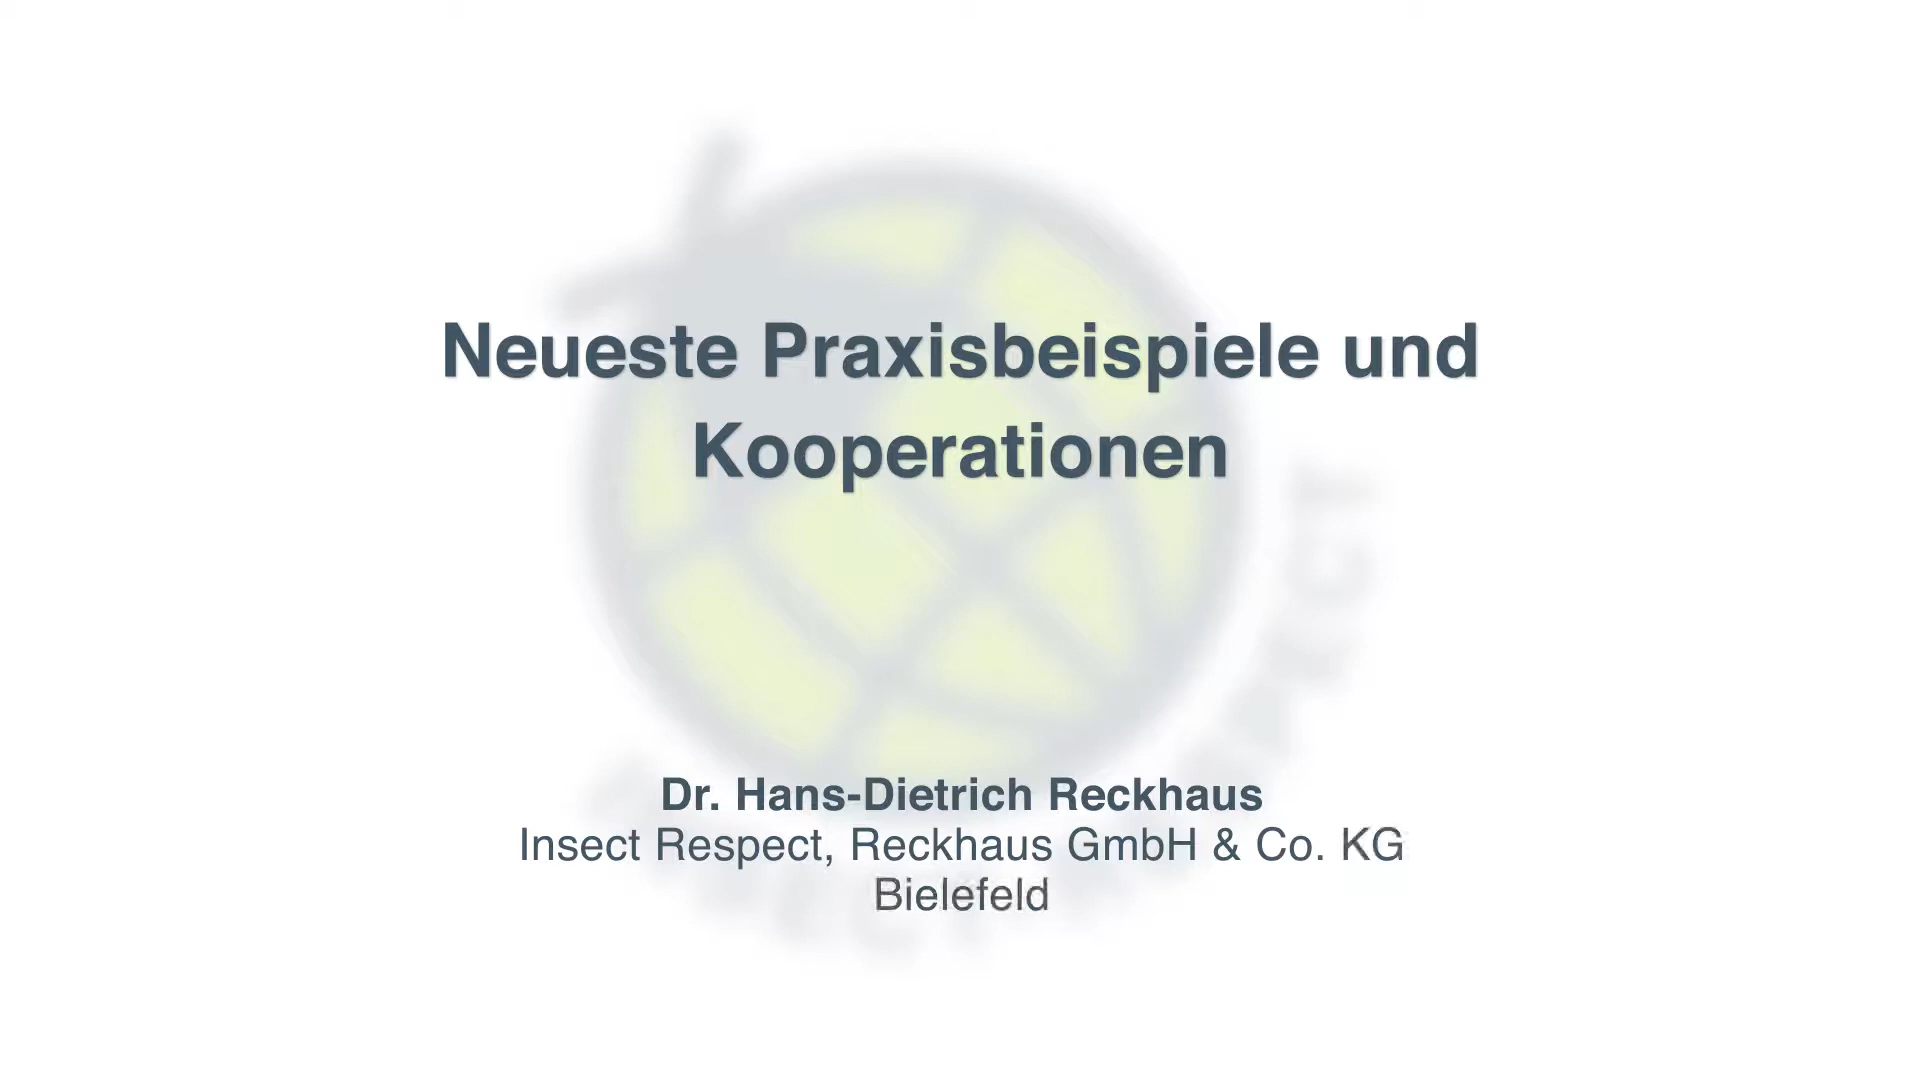 Neueste Praxisbeispiele und
Kooperationen
Dr. Hans-Dietrich Reckhaus
Insect Respect, Reckhaus GmbH & Co. KG
Bielefeld